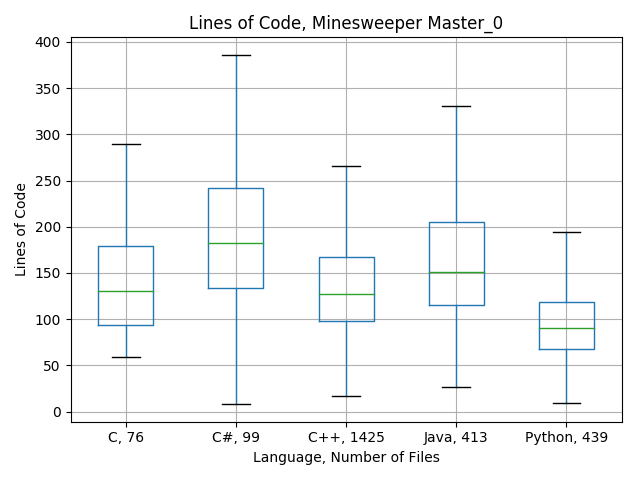 Lines of Code, Minesweeper Master_0
400
350
300
250
200
150
100
50
0
Lines of Code
C, 76
C#, 99
C++, 1425
Java, 413
Python, 439
Language, Number of Files